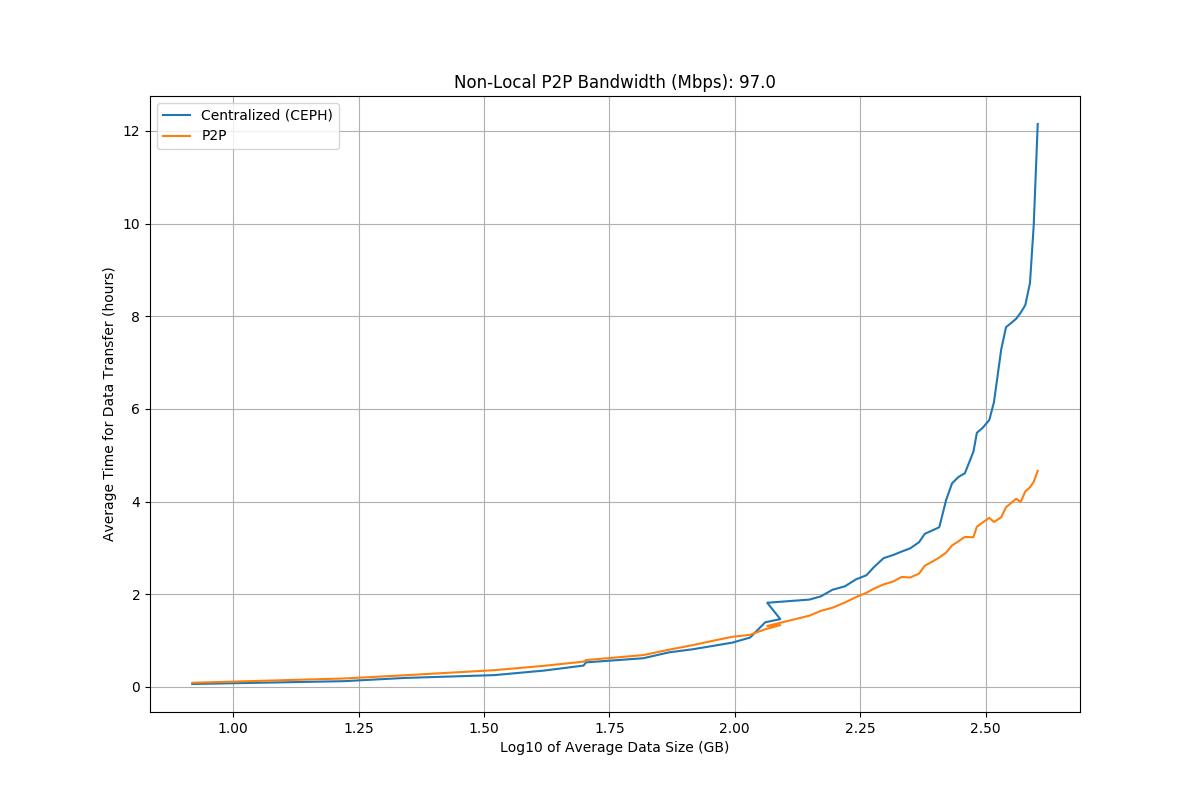 Non-Local P2P Bandwidth (Mbps): 97.0
Centralized (CEPH)
P2P
12
10
8
6
4
2
0
Average Time for Data Transfer (hours)
1.00 1.25 1.50 1.75 2.00 2.25 2.50
Log10 of Average Data Size (GB)